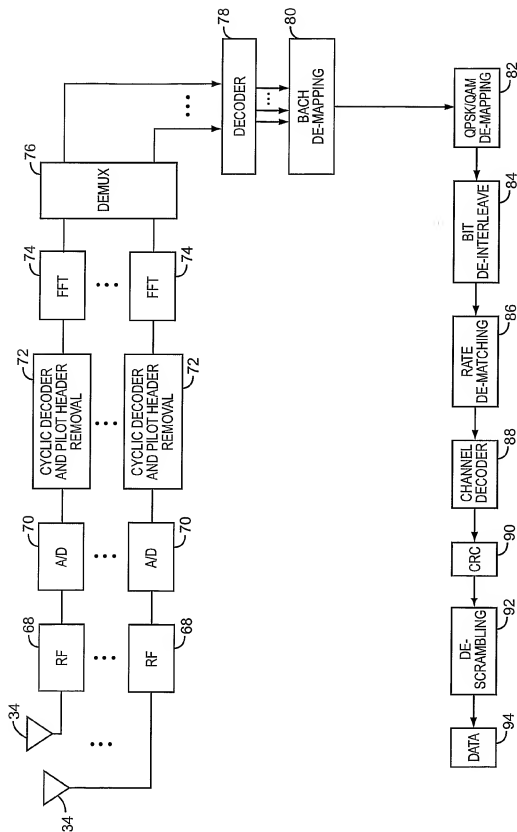 34
34
RF
68
RF
68
A/D
70
A/D
70
CYCLIC DECODER
AND PILOT HEADER
REMOVAL
72
CYCLIC DECODER
AND PILOT HEADER
REMOVAL
72
FFT
74
FFT
74
DEMUX
76
DECODER
78
BACH
DE-MAPPING
80
QPSK/QAM
DE-MAPPING
82
BIT
DE-INTERLEAVE
84
RATE
DE-MATCHING
86
CHANNEL
DECODER
88
CRC
90
DE-
SCRAMBLING
92
DATA
94